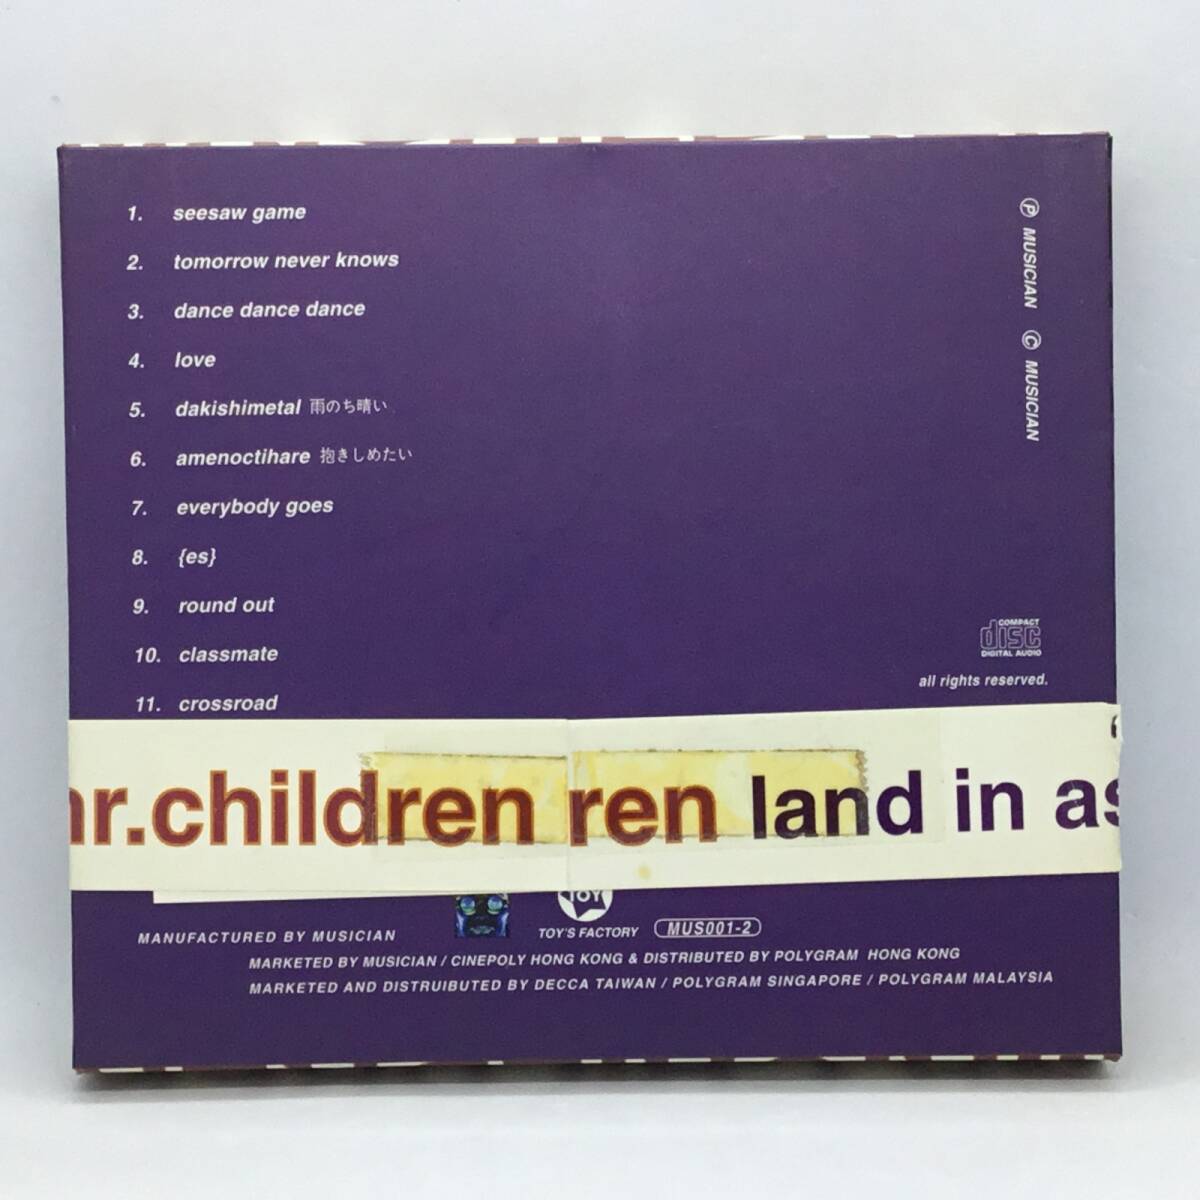 1. seesaw game
2. tomorrow never knows
3. dance dance dance
4. love
5. dakishimetal 雨のち晴い
6. amenoctihare 抱きしめたい
7. everybody goes
8. {es}
9. round out
10. classmate
11. crossroad
Ⓟ MUSICIAN Ⓒ MUSICIAN
COMPACT
disc
DIGITAL AUDIO
all rights reserved.
mr.children ren land in as
TOY
TOY'S FACTORY
MUS001-2
MANUFACTURED BY MUSICIAN
MARKETED BY MUSICIAN / CINEPOLY HONG KONG & DISTRIBUTED BY POLYGRAM HONG KONG
MARKETED AND DISTRUIBUTED BY DECCA TAIWAN / POLYGRAM SINGAPORE / POLYGRAM MALAYSIA